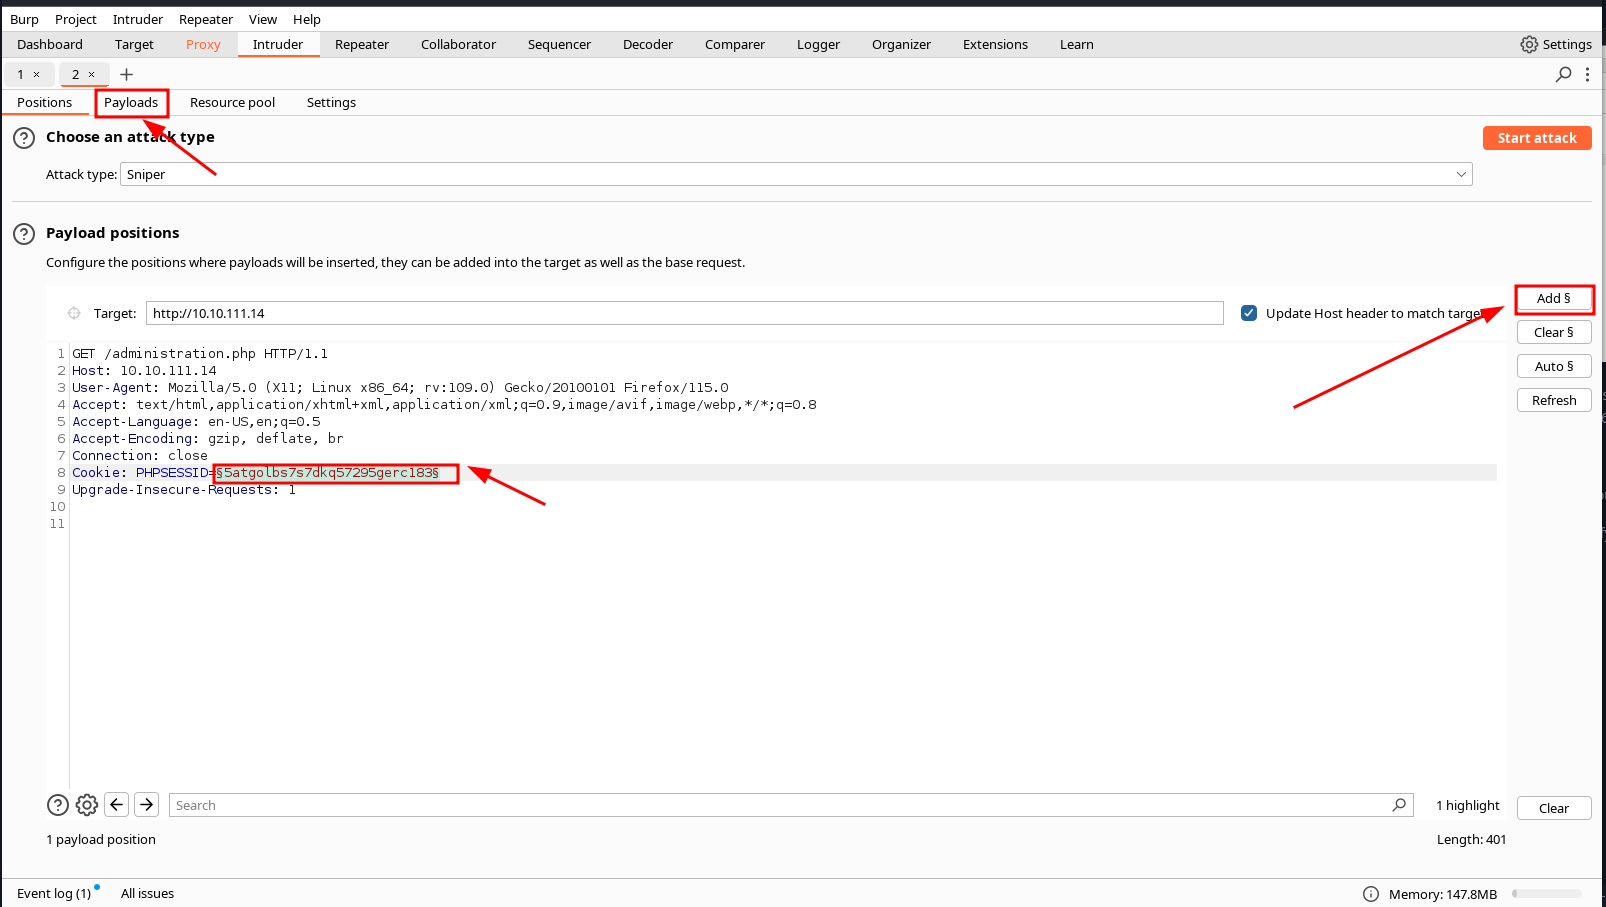 Burp Project Intruder Repeater View Help
Dashboard Target Proxy Intruder Repeater Collaborator Sequencer Decoder Comparer Logger Organizer Extensions Learn Settings
1 × 2 × +
Positions Payloads Resource pool Settings
Choose an attack type
Start attack
Attack type: Sniper
Payload positions
Configure the positions where payloads will be inserted, they can be added into the target as well as the base request.
Add §
Target: http://10.10.111.14 Update Host header to match target
Clear §
Auto §
Refresh
1 GET /administration.php HTTP/1.1
2 Host: 10.10.111.14
3 User-Agent: Mozilla/5.0 (X11; Linux x86_64; rv:109.0) Gecko/20100101 Firefox/115.0
4 Accept: text/html,application/xhtml+xml,application/xml;q=0.9,image/avif,image/webp,*/*;q=0.8
5 Accept-Language: en-US,en;q=0.5
6 Accept-Encoding: gzip, deflate, br
7 Connection: close
8 Cookie: PHPSESSID=§5atgolbs7s7dkq57295gerc183§
9 Upgrade-Insecure-Requests: 1
10
11
Search 1 highlight Clear
1 payload position Length: 401
Event log (1) All issues Memory: 147.8MB